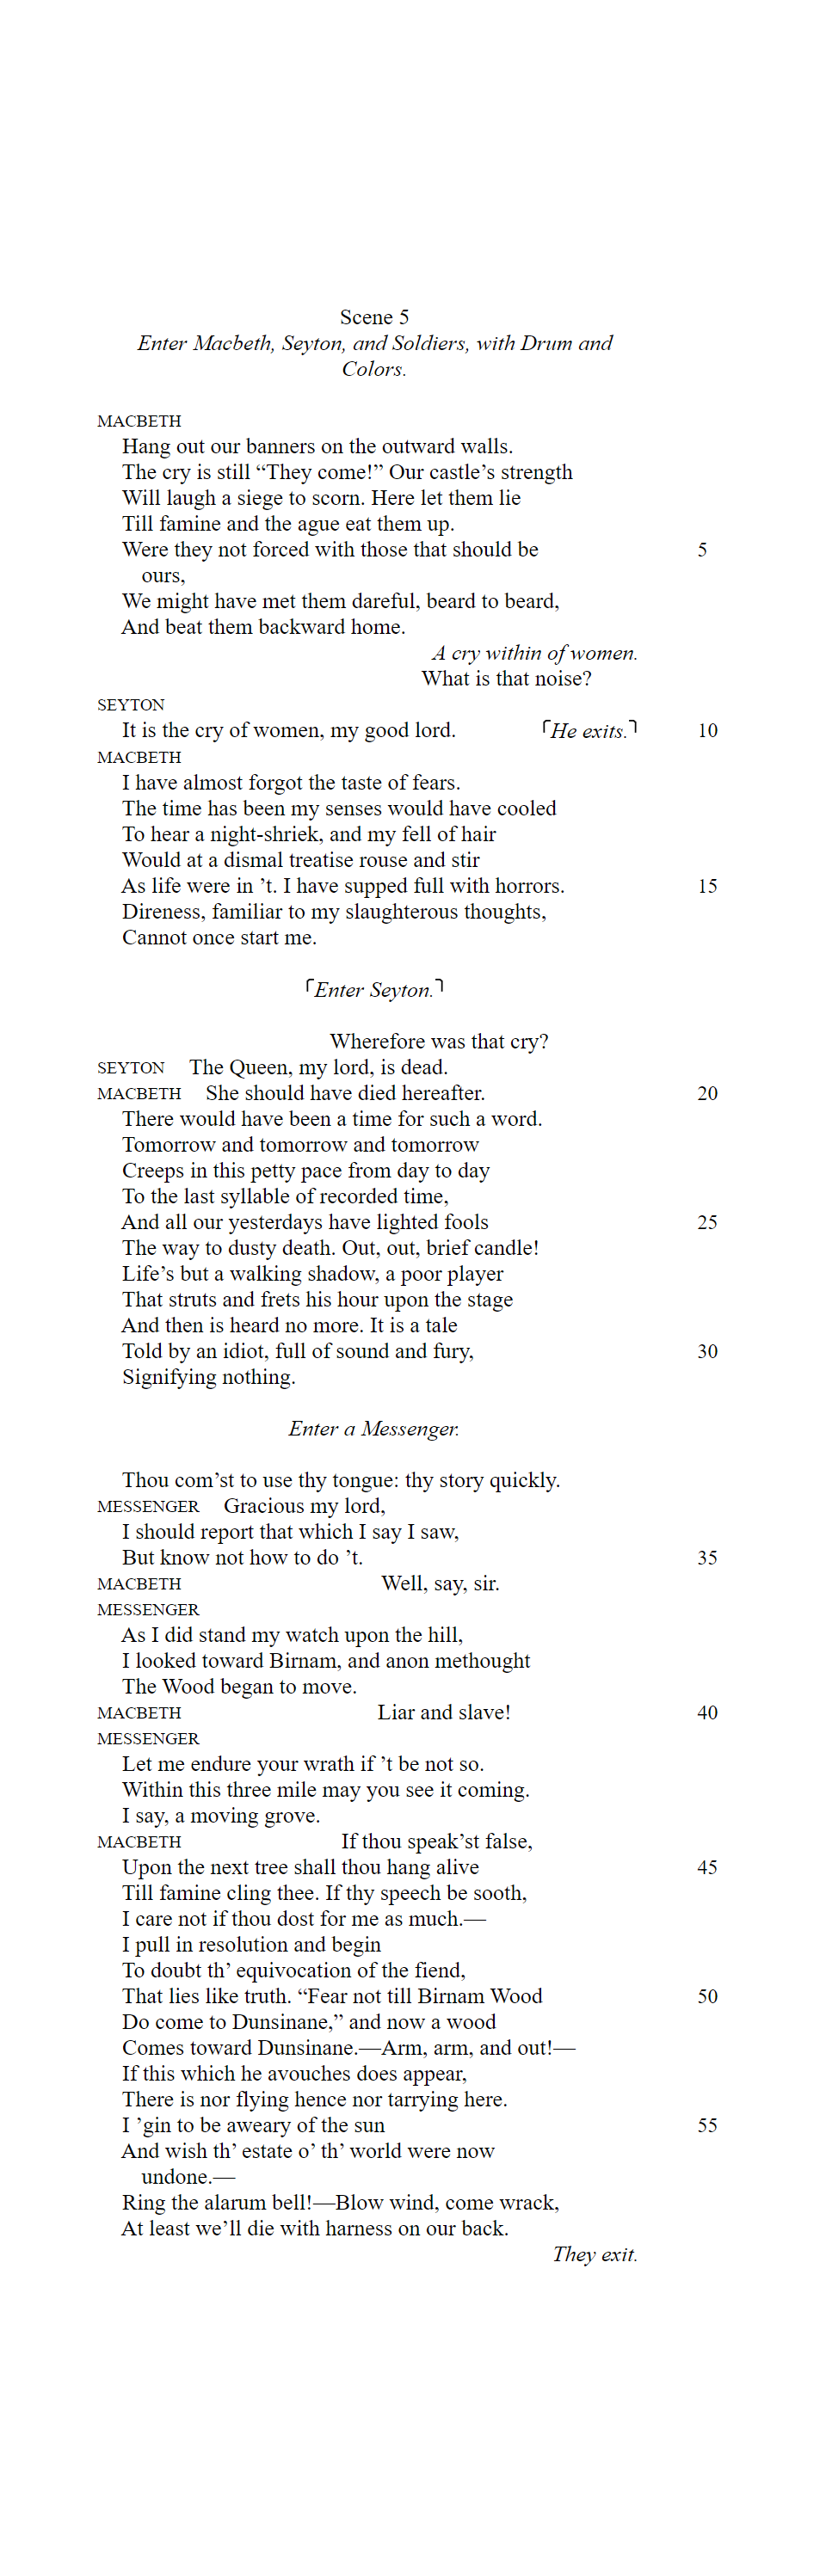 Scene 5
Enter Macbeth, Seyton, and Soldiers, with Drum and
Colors.
MACBETH
Hang out our banners on the outward walls.
The cry is still “They come!” Our castle’s strength
Will laugh a siege to scorn. Here let them lie
Till famine and the ague eat them up.
Were they not forced with those that should be 5
ours,
We might have met them dareful, beard to beard,
And beat them backward home.
A cry within of women.
What is that noise?
SEYTON
It is the cry of women, my good lord. ⌜He exits.⌝ 10
MACBETH
I have almost forgot the taste of fears.
The time has been my senses would have cooled
To hear a night-shriek, and my fell of hair
Would at a dismal treatise rouse and stir
As life were in ’t. I have supped full with horrors. 15
Direness, familiar to my slaughterous thoughts,
Cannot once start me.
⌜Enter Seyton.⌝
Wherefore was that cry?
SEYTON The Queen, my lord, is dead.
MACBETH She should have died hereafter. 20
There would have been a time for such a word.
Tomorrow and tomorrow and tomorrow
Creeps in this petty pace from day to day
To the last syllable of recorded time,
And all our yesterdays have lighted fools 25
The way to dusty death. Out, out, brief candle!
Life’s but a walking shadow, a poor player
That struts and frets his hour upon the stage
And then is heard no more. It is a tale
Told by an idiot, full of sound and fury, 30
Signifying nothing.
Enter a Messenger.
Thou com’st to use thy tongue: thy story quickly.
MESSENGER Gracious my lord,
I should report that which I say I saw,
But know not how to do ’t. 35
MACBETH Well, say, sir.
MESSENGER
As I did stand my watch upon the hill,
I looked toward Birnam, and anon methought
The Wood began to move.
MACBETH Liar and slave! 40
MESSENGER
Let me endure your wrath if ’t be not so.
Within this three mile may you see it coming.
I say, a moving grove.
MACBETH If thou speak’st false,
Upon the next tree shall thou hang alive 45
Till famine cling thee. If thy speech be sooth,
I care not if thou dost for me as much.—
I pull in resolution and begin
To doubt th’ equivocation of the fiend,
That lies like truth. “Fear not till Birnam Wood 50
Do come to Dunsinane,” and now a wood
Comes toward Dunsinane.—Arm, arm, and out!—
If this which he avouches does appear,
There is nor flying hence nor tarrying here.
I ’gin to be aweary of the sun 55
And wish th’ estate o’ th’ world were now
undone.—
Ring the alarum bell!—Blow wind, come wrack,
At least we’ll die with harness on our back.
They exit.